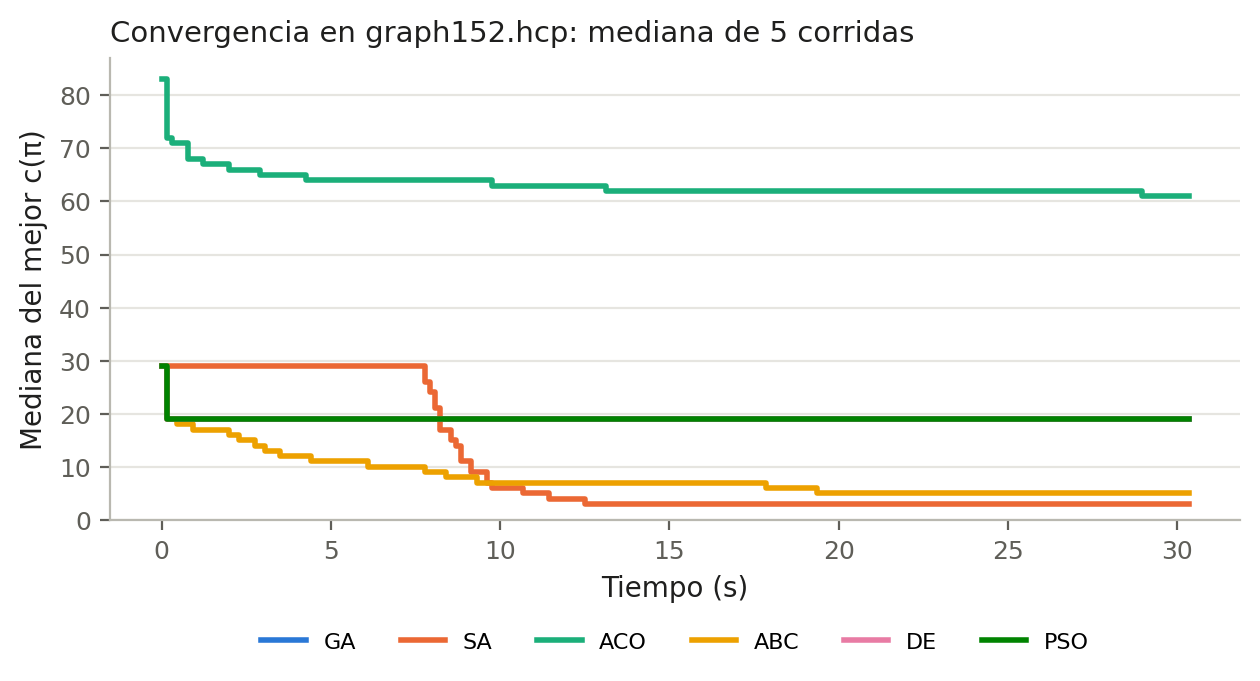 Convergencia en graph152.hcp: mediana de 5 corridas
Mediana del mejor c(π)
80
70
60
50
40
30
20
10
0
0 5 10 15 20 25 30
Tiempo (s)
GA SA ACO ABC DE PSO